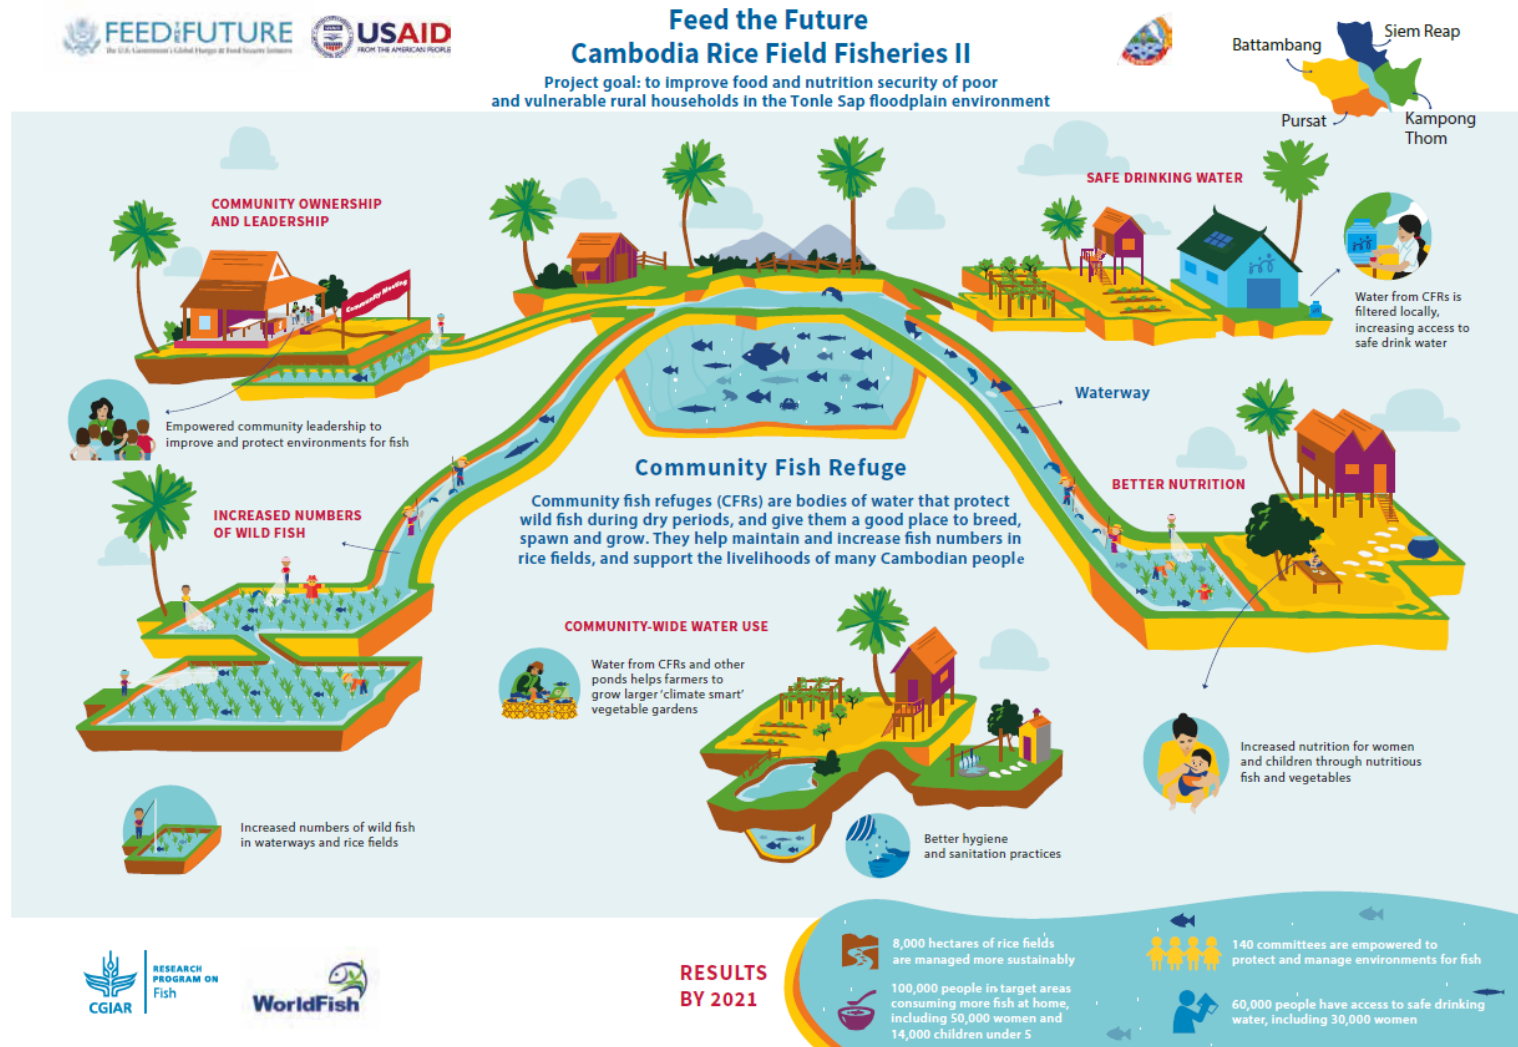 FEED THE FUTURE
The U.S. Government's Global Hunger & Food Security Initiative
USAID
FROM THE AMERICAN PEOPLE
Feed the Future
Cambodia Rice Field Fisheries II
Project goal: to improve food and nutrition security of poor
and vulnerable rural households in the Tonle Sap floodplain environment
Siem Reap
Battambang
Pursat
Kampong
Thom
COMMUNITY OWNERSHIP
AND LEADERSHIP
Community Meeting
Empowered community leadership to
improve and protect environments for fish
SAFE DRINKING WATER
Water from CFRs is
filtered locally,
increasing access to
safe drink water
Waterway
Community Fish Refuge
Community fish refuges (CFRs) are bodies of water that protect
wild fish during dry periods, and give them a good place to breed,
spawn and grow. They help maintain and increase fish numbers in
rice fields, and support the livelihoods of many Cambodian people
INCREASED NUMBERS
OF WILD FISH
Increased numbers of wild fish
in waterways and rice fields
BETTER NUTRITION
Increased nutrition for women
and children through nutritious
fish and vegetables
COMMUNITY-WIDE WATER USE
Water from CFRs and other
ponds helps farmers to
grow larger 'climate smart'
vegetable gardens
Better hygiene
and sanitation practices
CGIAR
RESEARCH
PROGRAM ON
Fish
WorldFish
RESULTS
BY 2021
8,000 hectares of rice fields
are managed more sustainably
100,000 people in target areas
consuming more fish at home,
including 50,000 women and
14,000 children under 5
140 committees are empowered to
protect and manage environments for fish
60,000 people have access to safe drinking
water, including 30,000 women